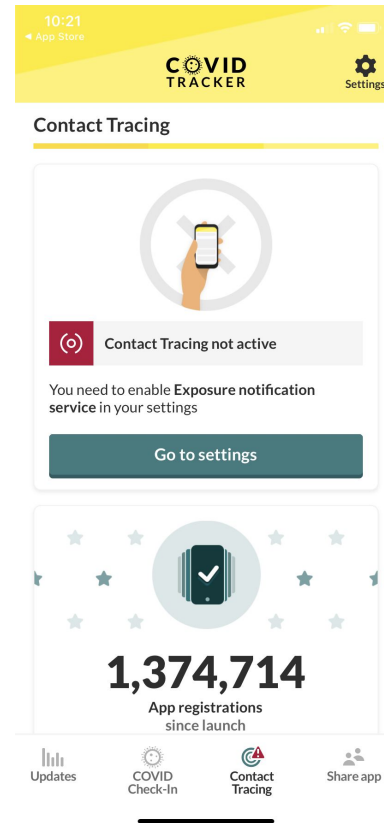 10:21
◀ App Store
COVID
TRACKER
Settings
Contact Tracing
Contact Tracing not active
You need to enable Exposure notification
service in your settings
Go to settings
1,374,714
App registrations
since launch
Updates
COVID
Check-In
Contact
Tracing
Share app